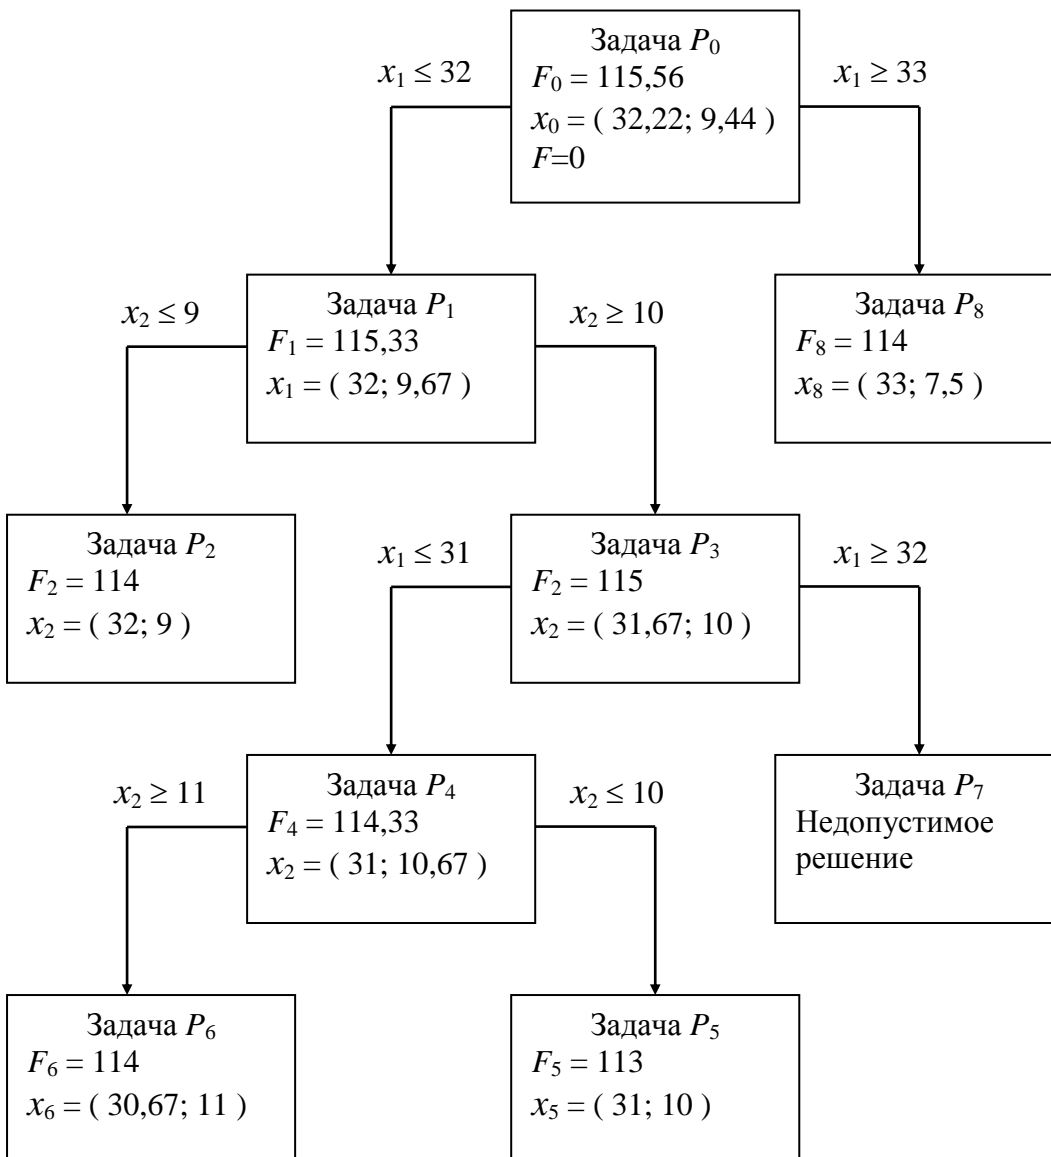 Задача P₀
x₁ ≤ 32
x₁ ≥ 33
F₀ = 115,56
x₀ = ( 32,22; 9,44 )
F=0
Задача P₁
x₂ ≤ 9
x₂ ≥ 10
F₁ = 115,33
x₁ = ( 32; 9,67 )
Задача P₈
F₈ = 114
x₈ = ( 33; 7,5 )
Задача P₂
F₂ = 114
x₂ = ( 32; 9 )
x₁ ≤ 31
Задача P₃
x₁ ≥ 32
F₂ = 115
x₂ = ( 31,67; 10 )
x₂ ≥ 11
Задача P₄
x₂ ≤ 10
F₄ = 114,33
x₂ = ( 31; 10,67 )
Задача P₇
Недопустимое
решение
Задача P₆
F₆ = 114
x₆ = ( 30,67; 11 )
Задача P₅
F₅ = 113
x₅ = ( 31; 10 )